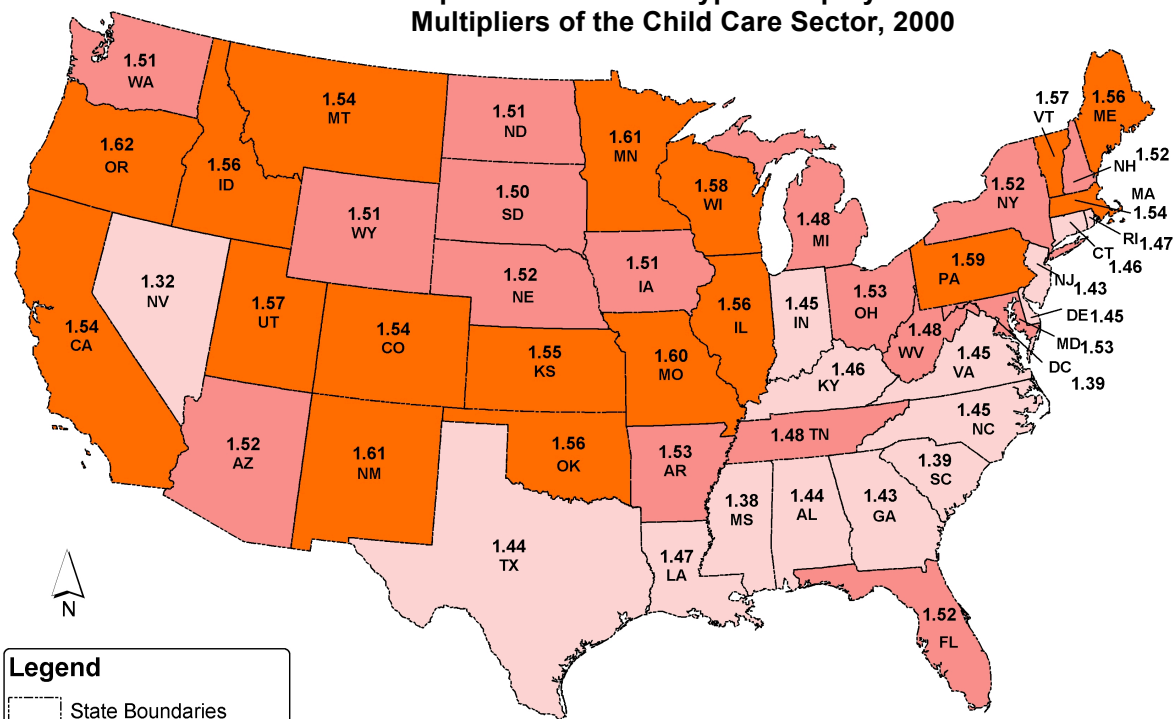 Multipliers of the Child Care Sector, 2000
1.51
WA
1.54
MT
1.51
ND
1.61
MN
1.57
VT
1.56
ME
1.62
OR
1.56
ID
1.51
WY
1.50
SD
1.58
WI
1.48
MI
1.52
NY
NH 1.52
MA
1.54
RI 1.47
CT
1.46
1.32
NV
1.52
NE
1.51
IA
1.59
PA
NJ 1.43
1.54
CA
1.57
UT
1.54
CO
1.55
KS
1.60
MO
1.56
IL
1.45
IN
1.53
OH
1.48
WV
DE 1.45
MD 1.53
DC
1.39
1.46
KY
1.45
VA
1.52
AZ
1.61
NM
1.56
OK
1.53
AR
1.48 TN
1.45
NC
1.39
SC
1.44
TX
1.47
LA
1.38
MS
1.44
AL
1.43
GA
1.52
FL
N
Legend
State Boundaries